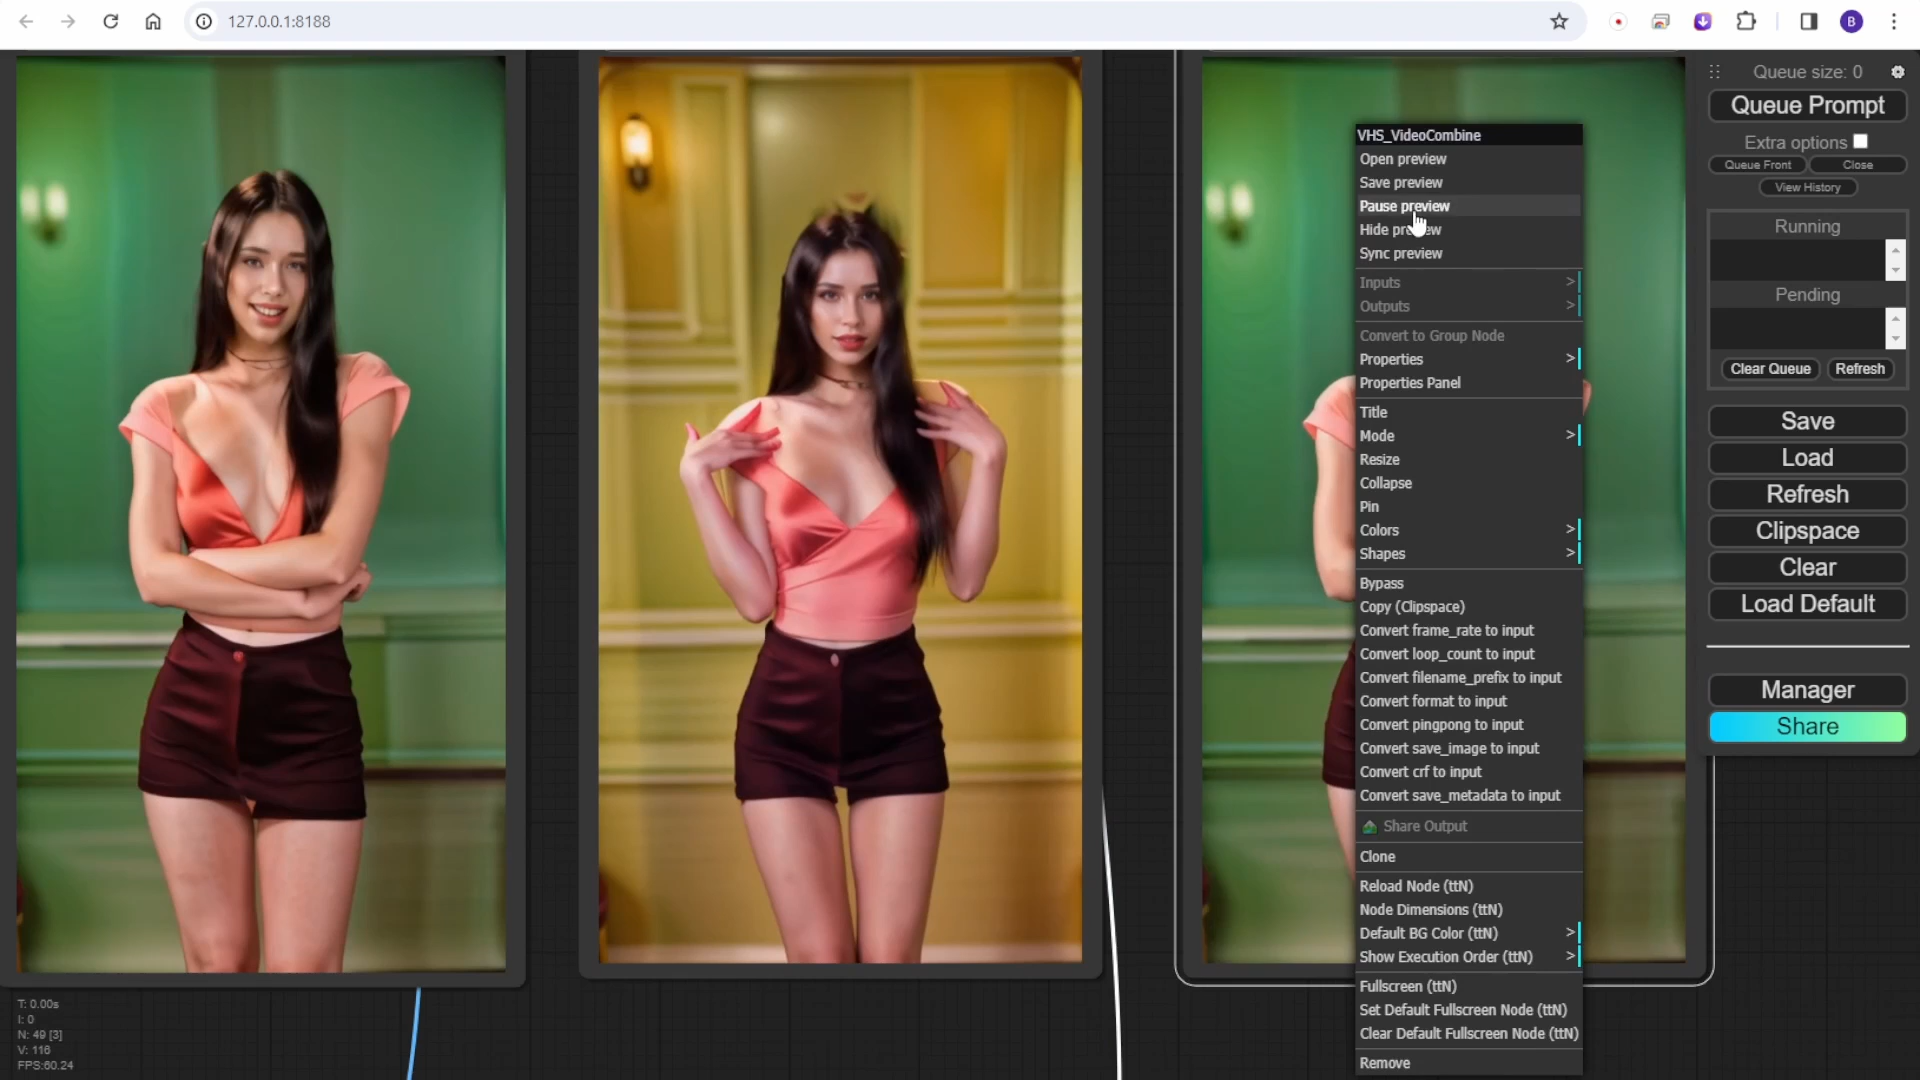 127.0.0.1:8188
B
Queue size: 0
Queue Prompt
Extra options
Queue Front
Close
View History
Running
Pending
Clear Queue
Refresh
Save
Load
Refresh
Clipspace
Clear
Load Default
Manager
Share
VHS_VideoCombine
Open preview
Save preview
Pause preview
Hide preview
Sync preview
Inputs >
Outputs >
Convert to Group Node
Properties >
Properties Panel
Title
Mode >
Resize
Collapse
Pin
Colors >
Shapes >
Bypass
Copy (Clipspace)
Convert frame_rate to input
Convert loop_count to input
Convert filename_prefix to input
Convert format to input
Convert pingpong to input
Convert save_image to input
Convert crf to input
Convert save_metadata to input
Share Output
Clone
Reload Node (ttN)
Node Dimensions (ttN)
Default BG Color (ttN) >
Show Execution Order (ttN) >
Fullscreen (ttN)
Set Default Fullscreen Node (ttN)
Clear Default Fullscreen Node (ttN)
Remove
T: 0.00s
I: 0
N: 49 [3]
V: 116
FPS:60.24